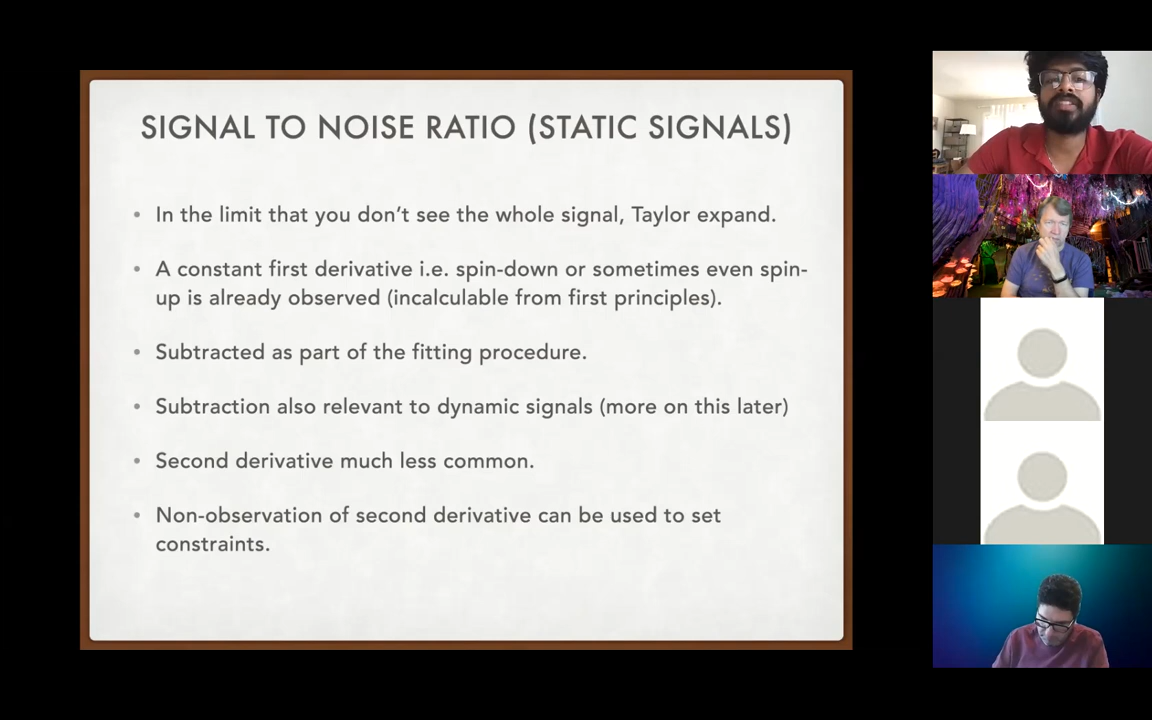 SIGNAL TO NOISE RATIO (STATIC SIGNALS)
• In the limit that you don’t see the whole signal, Taylor expand.
• A constant first derivative i.e. spin-down or sometimes even spin-
up is already observed (incalculable from first principles).
• Subtracted as part of the fitting procedure.
• Subtraction also relevant to dynamic signals (more on this later)
• Second derivative much less common.
• Non-observation of second derivative can be used to set
constraints.